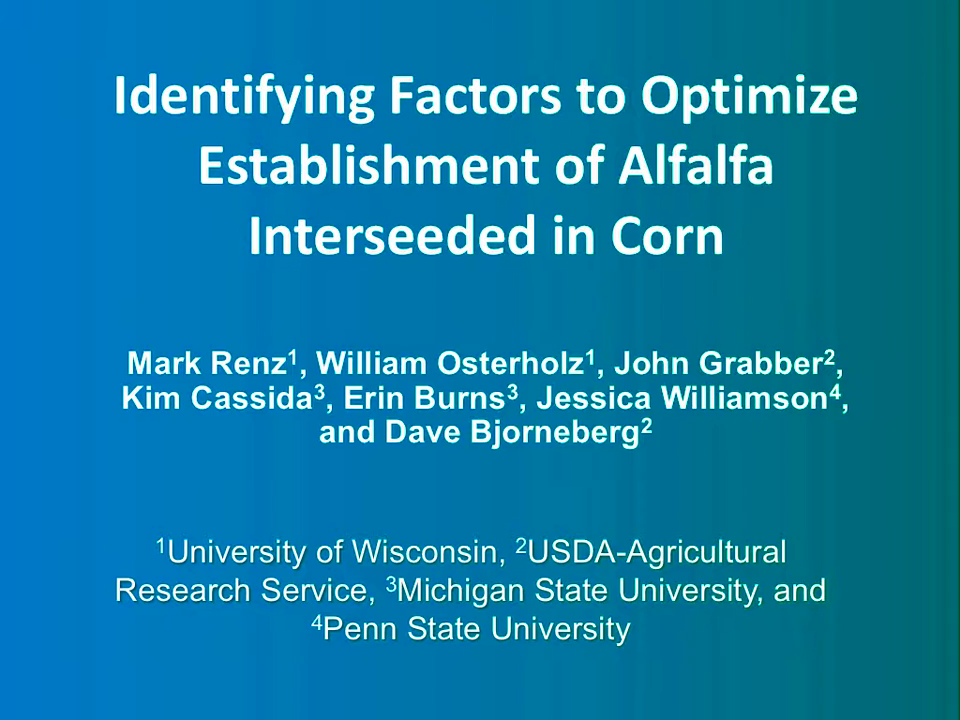 Identifying Factors to Optimize
Establishment of Alfalfa
Interseeded in Corn
Mark Renz¹, William Osterholz¹, John Grabber²,
Kim Cassida³, Erin Burns³, Jessica Williamson⁴,
and Dave Bjorneberg²
¹University of Wisconsin, ²USDA-Agricultural
Research Service, ³Michigan State University, and
⁴Penn State University